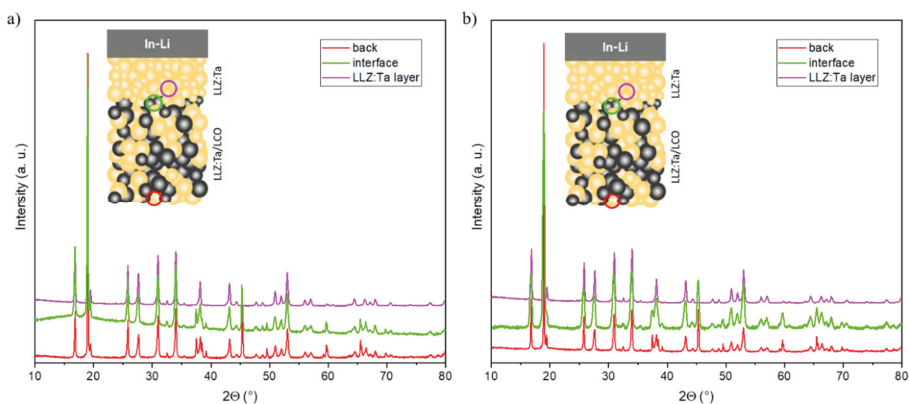 a)
In-Li
LLZ:Ta
LLZ:Ta/LCO
back
interface
LLZ:Ta layer
Intensity (a. u.)
10 20 30 40 50 60 70 80
2Θ (°)
b)
In-Li
LLZ:Ta
LLZ:Ta/LCO
back
interface
LLZ:Ta layer
Intensity (a. u.)
10 20 30 40 50 60 70 80
2Θ (°)